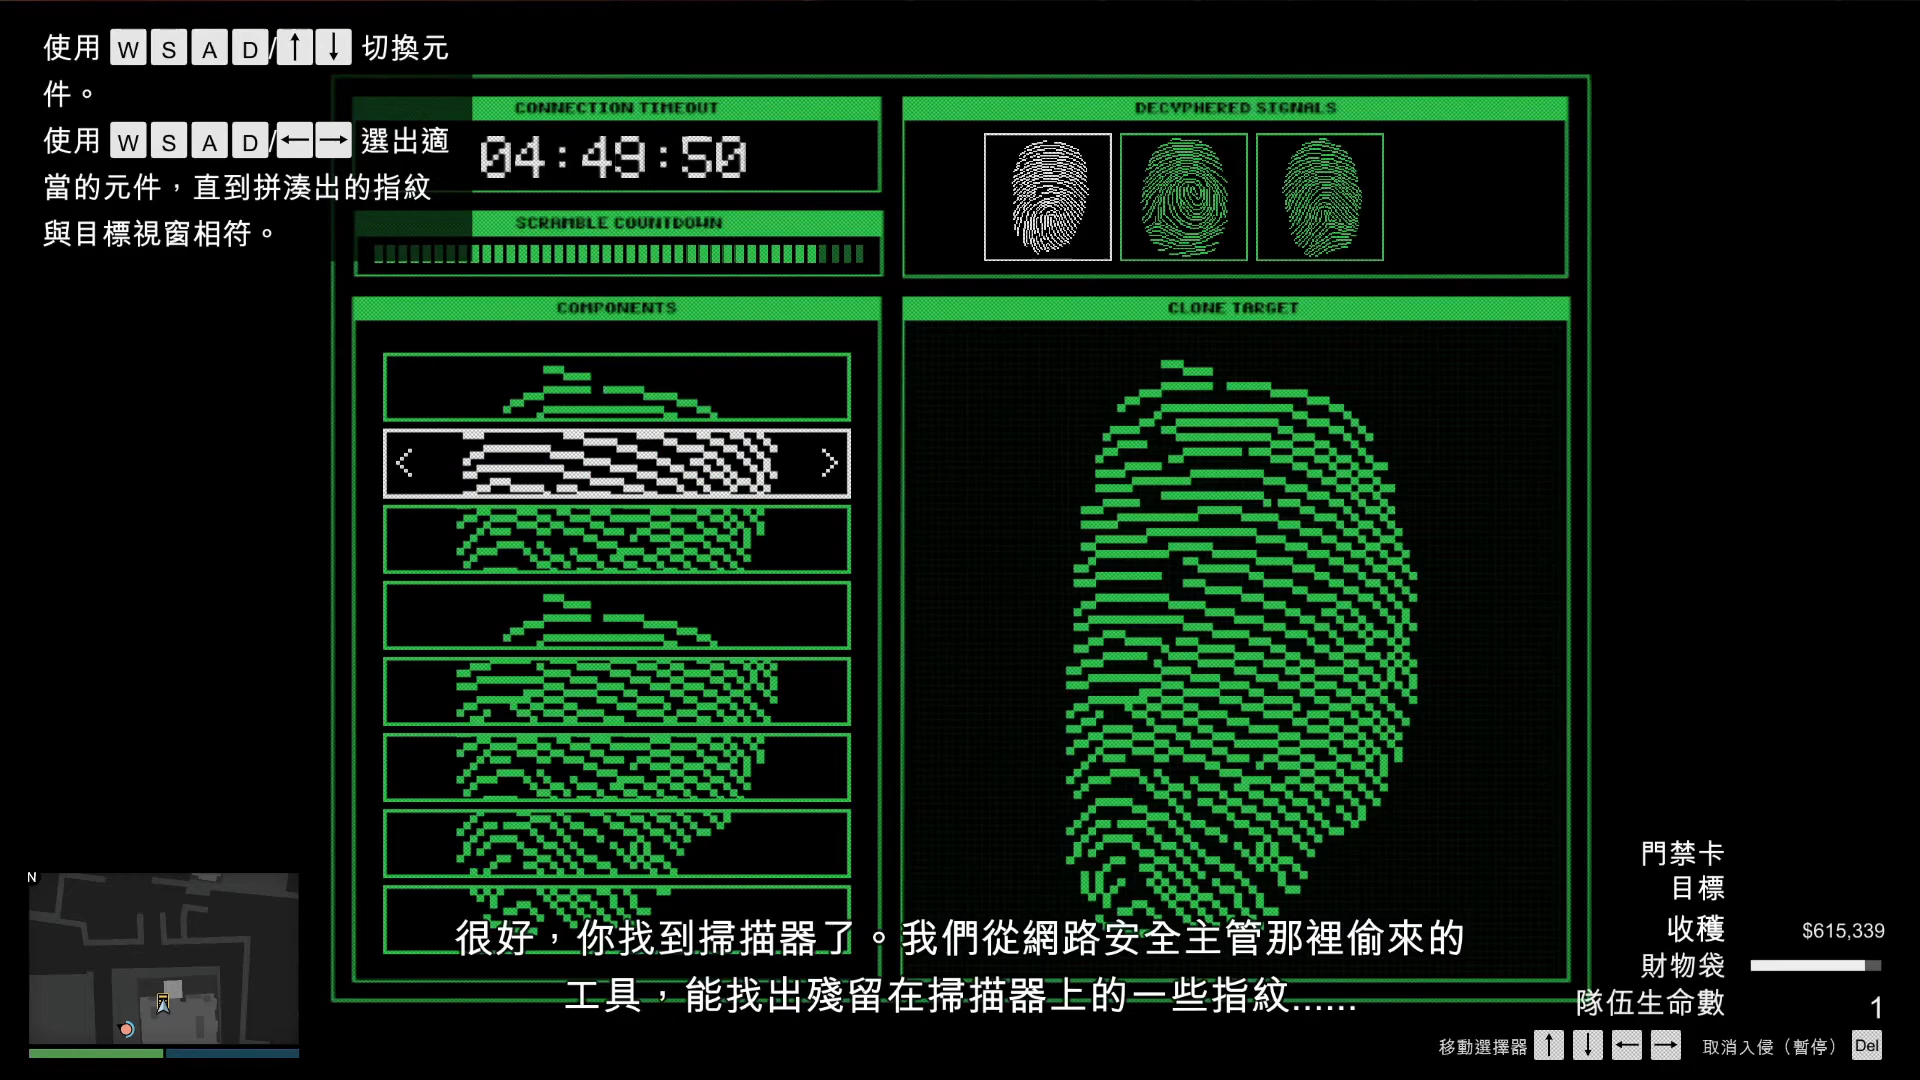 使用 W S A D/↑ ↓ 切換元
件。
使用 W S A D/← → 選出適
當的元件，直到拼湊出的指紋
與目標視窗相符。
CONNECTION TIMEOUT
04:49:50
SCRAMBLE COUNTDOWN
DECYPHERED SIGNALS
COMPONENTS
CLONE TARGET
N
很好，你找到掃描器了。我們從網路安全主管那裡偷來的
工具，能找出殘留在掃描器上的一些指紋......
門禁卡
目標
收穫 $615,339
財物袋
隊伍生命數 1
移動選擇器 ↑ ↓ ← → 取消入侵（暫停） Del